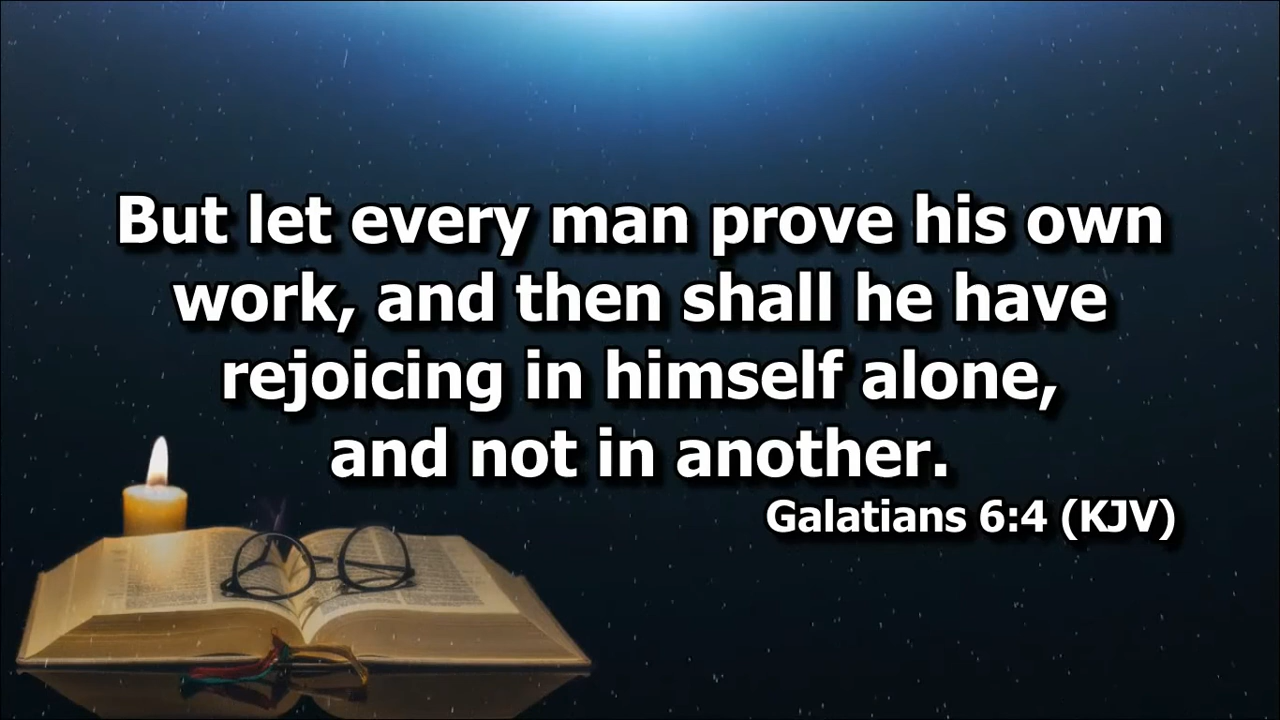 But let every man prove his own
work, and then shall he have
rejoicing in himself alone,
and not in another.
Galatians 6:4 (KJV)